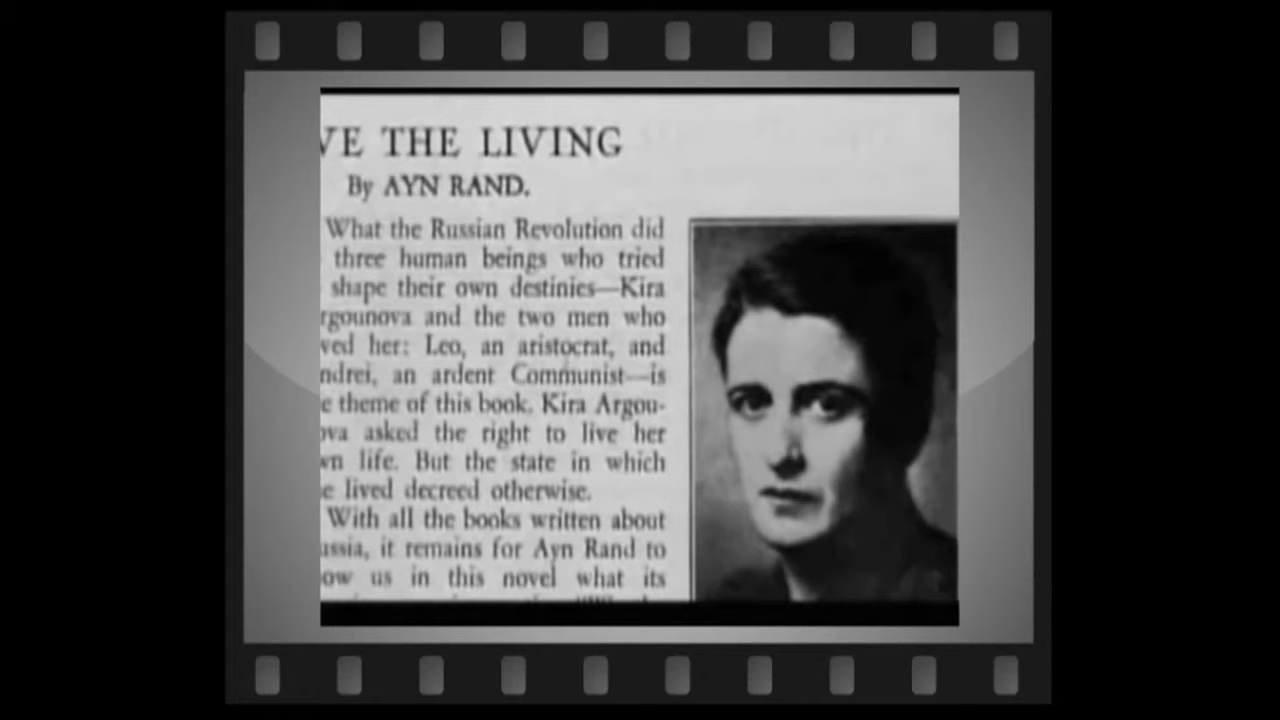 VE THE LIVING
By AYN RAND.
What the Russian Revolution did
three human beings who tried
shape their own destinies—Kira
rgounova and the two men who
ved her: Leo, an aristocrat, and
ndrei, an ardent Communist—is
e theme of this book. Kira Argou-
ova asked the right to live her
wn life. But the state in which
e lived decreed otherwise.
With all the books written about
ussia, it remains for Ayn Rand to
ow us in this novel what its